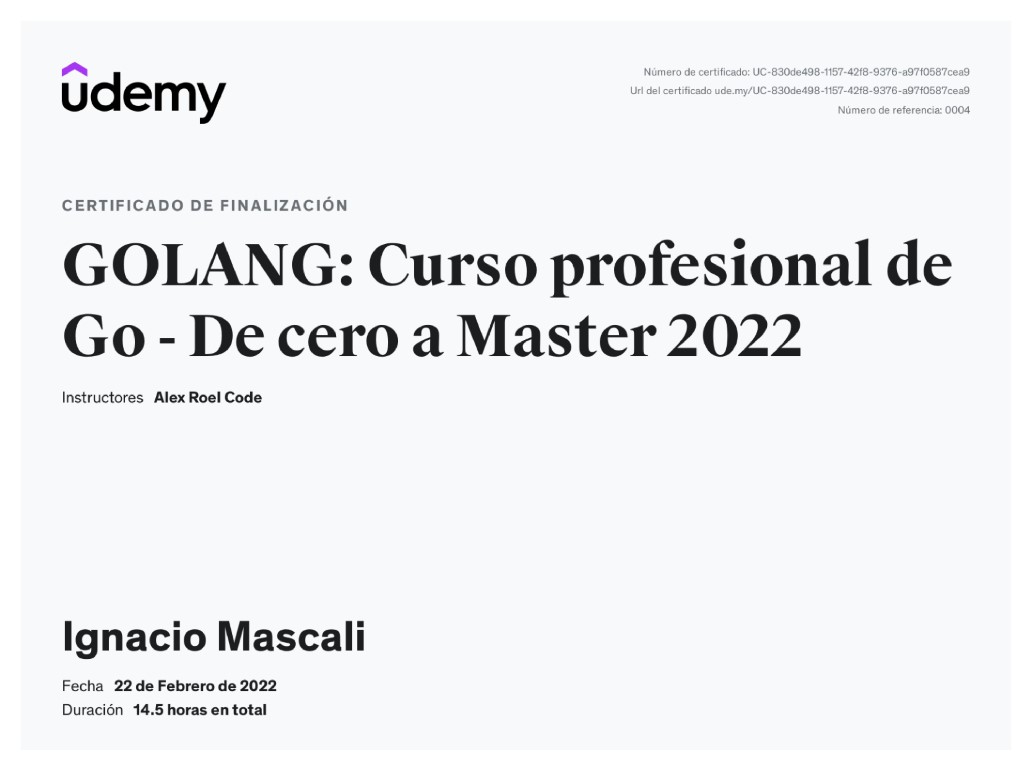 udemy
Número de certificado: UC-830de498-1157-42f8-9376-a97f0587cea9
Url del certificado ude.my/UC-830de498-1157-42f8-9376-a97f0587cea9
Número de referencia: 0004
CERTIFICADO DE FINALIZACIÓN
GOLANG: Curso profesional de
Go - De cero a Master 2022
Instructores Alex Roel Code
Ignacio Mascali
Fecha 22 de Febrero de 2022
Duración 14.5 horas en total